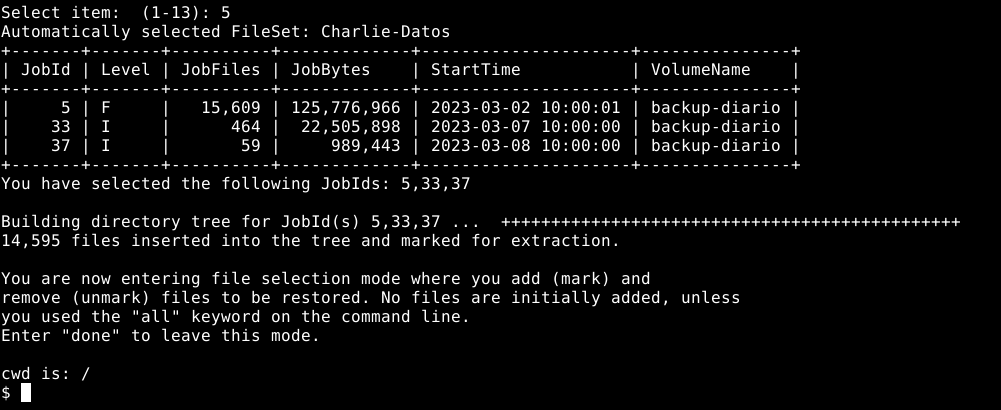 Select item:  (1-13): 5
Automatically selected FileSet: Charlie-Datos
+-------+-------+----------+-------------+---------------------+---------------+
| JobId | Level | JobFiles | JobBytes    | StartTime           | VolumeName    |
+-------+-------+----------+-------------+---------------------+---------------+
|     5 | F     |   15,609 | 125,776,966 | 2023-03-02 10:00:01 | backup-diario |
|    33 | I     |      464 |  22,505,898 | 2023-03-07 10:00:00 | backup-diario |
|    37 | I     |       59 |     989,443 | 2023-03-08 10:00:00 | backup-diario |
+-------+-------+----------+-------------+---------------------+---------------+
You have selected the following JobIds: 5,33,37
Building directory tree for JobId(s) 5,33,37 ...  ++++++++++++++++++++++++++++++++++++++++++++++
14,595 files inserted into the tree and marked for extraction.
You are now entering file selection mode where you add (mark) and
remove (unmark) files to be restored. No files are initially added, unless
you used the "all" keyword on the command line.
Enter "done" to leave this mode.
cwd is: /
$